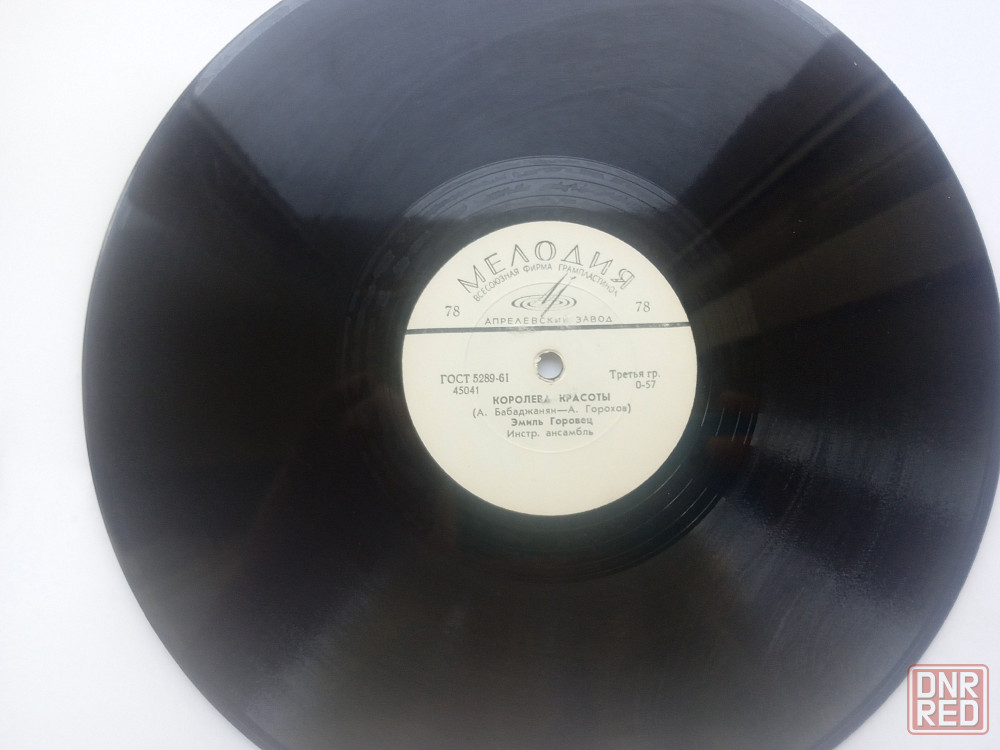 МЕЛОДИЯ
ВСЕСОЮЗНАЯ ФИРМА ГРАМПЛАСТИНОК
78 78
АПРЕЛЕВСКИЙ ЗАВОД
ГОСТ 5289-61 Третья гр.
45041 0-57
КОРОЛЕВА КРАСОТЫ
(А. Бабаджанян—А. Горохов)
Эмиль Горовец
Инстр. ансамбль
DNR
RED